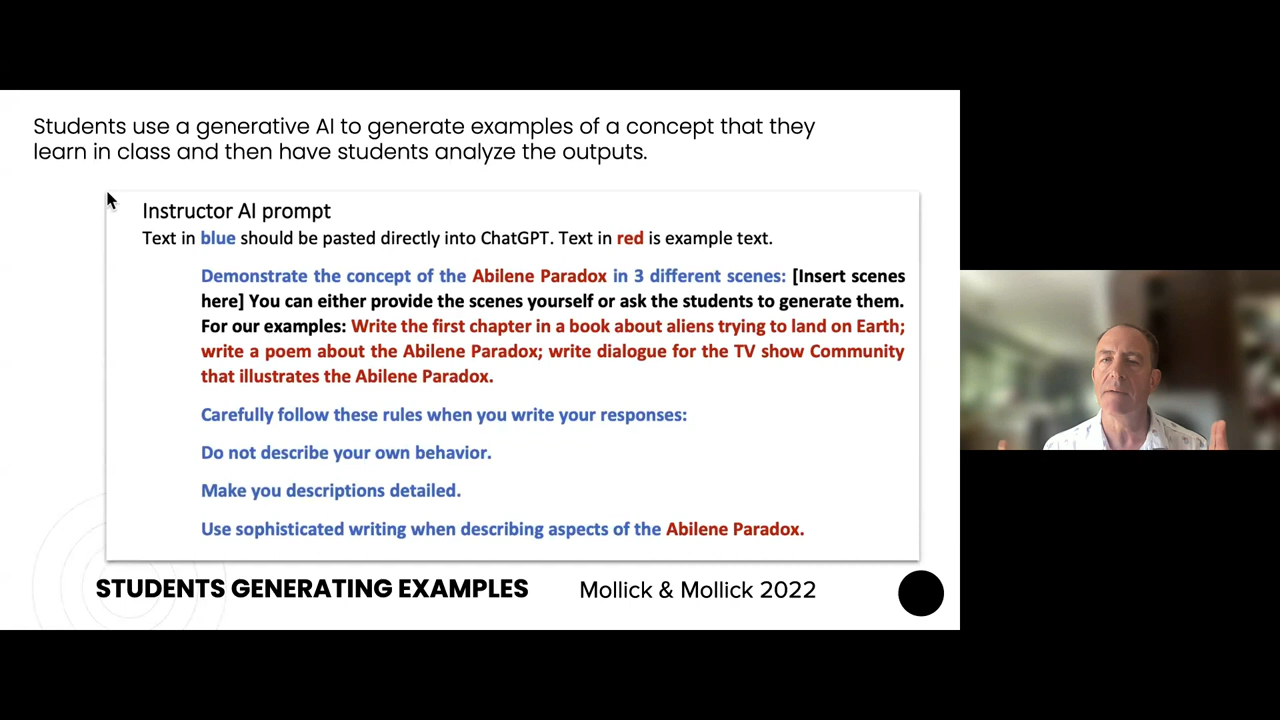 Students use a generative AI to generate examples of a concept that they
learn in class and then have students analyze the outputs.
Instructor AI prompt
Text in blue should be pasted directly into ChatGPT. Text in red is example text.
Demonstrate the concept of the Abilene Paradox in 3 different scenes: [Insert scenes
here] You can either provide the scenes yourself or ask the students to generate them.
For our examples: Write the first chapter in a book about aliens trying to land on Earth;
write a poem about the Abilene Paradox; write dialogue for the TV show Community
that illustrates the Abilene Paradox.
Carefully follow these rules when you write your responses:
Do not describe your own behavior.
Make you descriptions detailed.
Use sophisticated writing when describing aspects of the Abilene Paradox.
STUDENTS GENERATING EXAMPLES Mollick & Mollick 2022